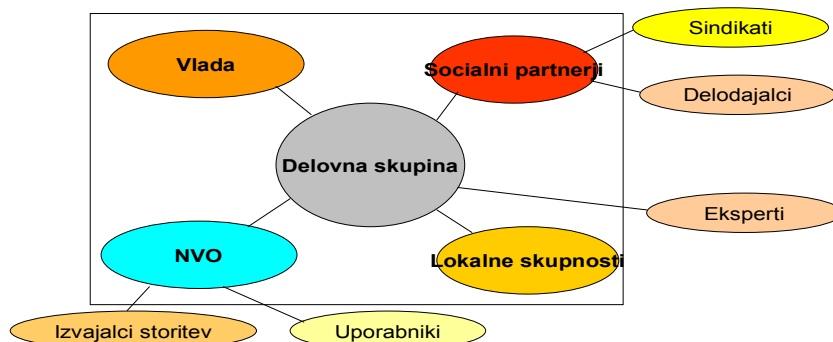 Sindikati
Vlada
Socialni partnerji
Delodajalci
Delovna skupina
Eksperti
NVO
Lokalne skupnosti
Izvajalci storitev
Uporabniki